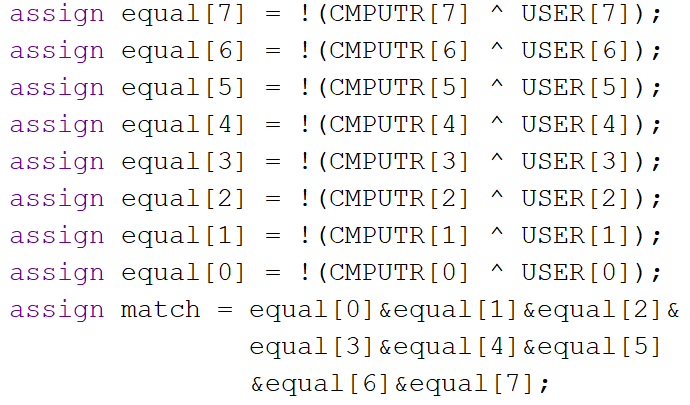 assign equal[7] = !(CMPUTR[7] ^ USER[7]);
assign equal[6] = !(CMPUTR[6] ^ USER[6]);
assign equal[5] = !(CMPUTR[5] ^ USER[5]);
assign equal[4] = !(CMPUTR[4] ^ USER[4]);
assign equal[3] = !(CMPUTR[3] ^ USER[3]);
assign equal[2] = !(CMPUTR[2] ^ USER[2]);
assign equal[1] = !(CMPUTR[1] ^ USER[1]);
assign equal[0] = !(CMPUTR[0] ^ USER[0]);
assign match = equal[0]&equal[1]&equal[2]&
equal[3]&equal[4]&equal[5]
&equal[6]&equal[7];